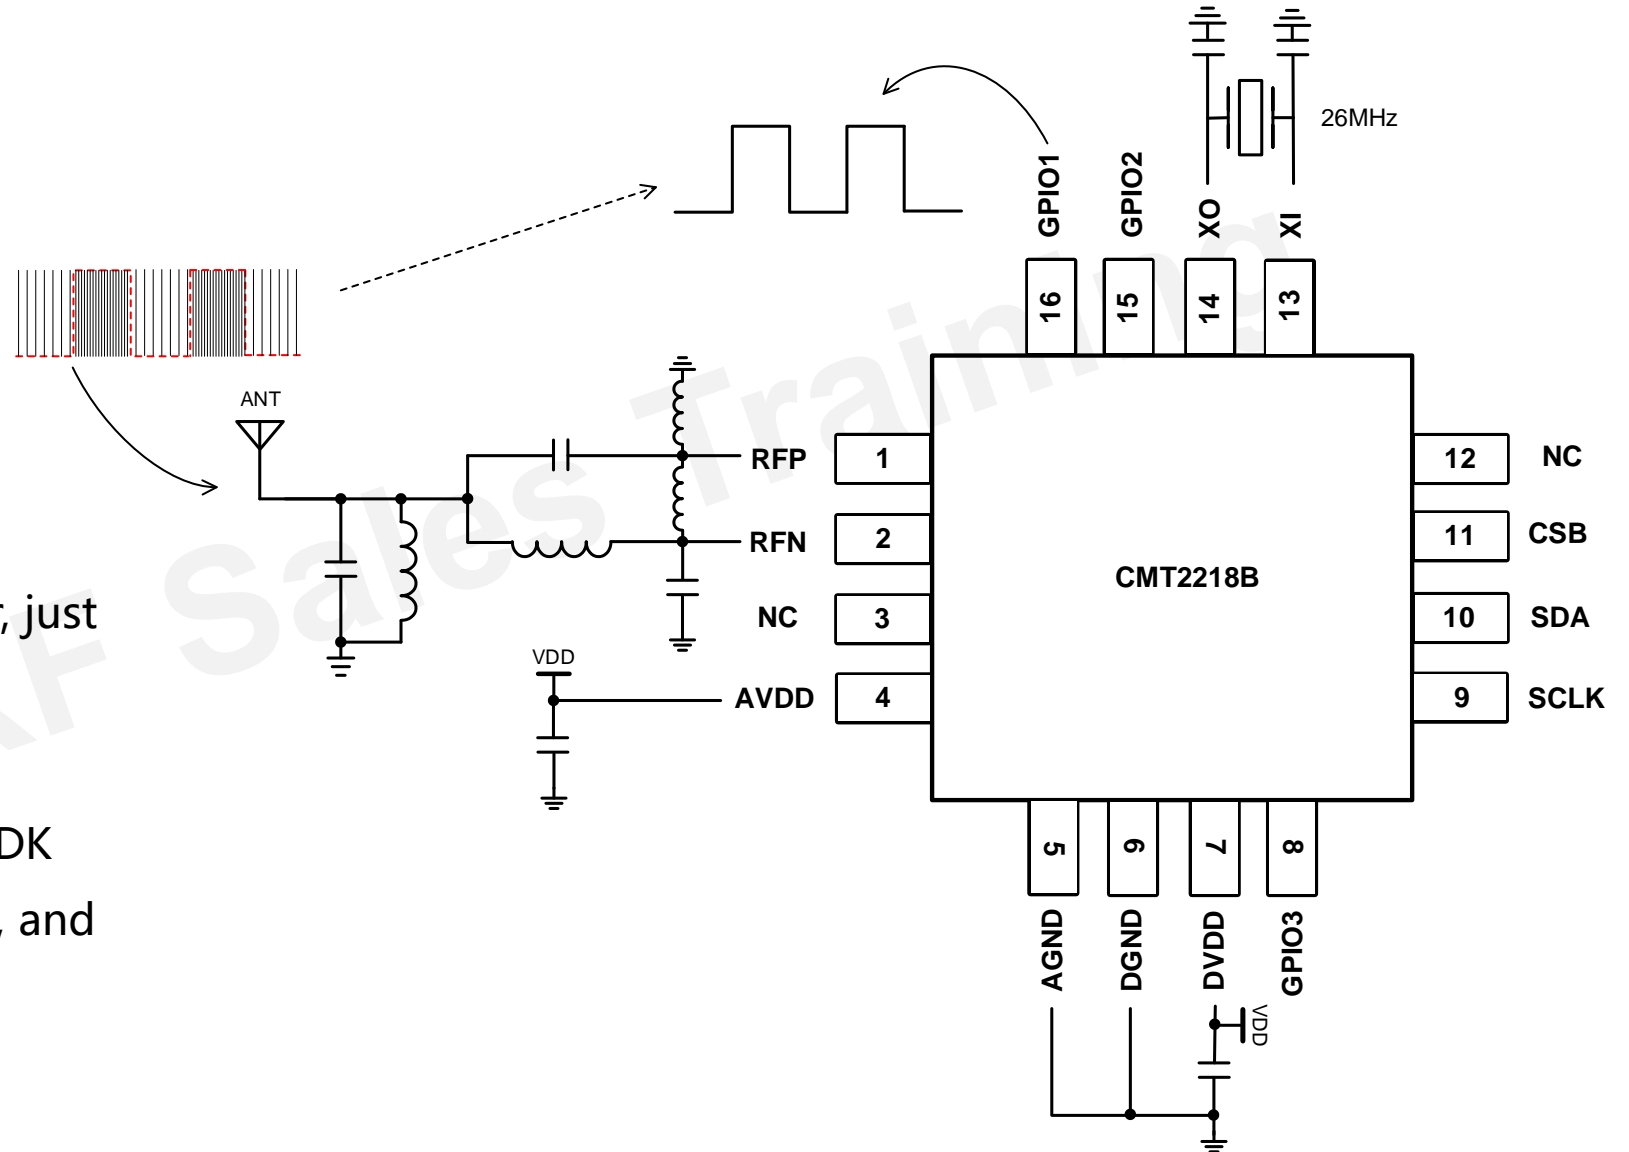 26MHz
GPIO1
GPIO2
XO
XI
16
15
14
13
ANT
RFP
1
RFN
2
NC
3
VDD
AVDD
4
CMT2218B
12
NC
11
CSB
10
SDA
9
SCLK
5
6
7
8
AGND
DGND
DVDD
GPIO3
VDD
, just
DK
, and
Sales Training